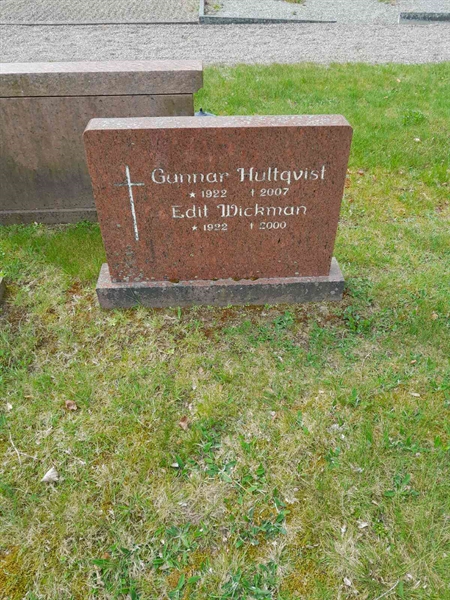 Gunnar Hultqvist
* 1922 † 2007
Edit Wickman
* 1922 † 2000